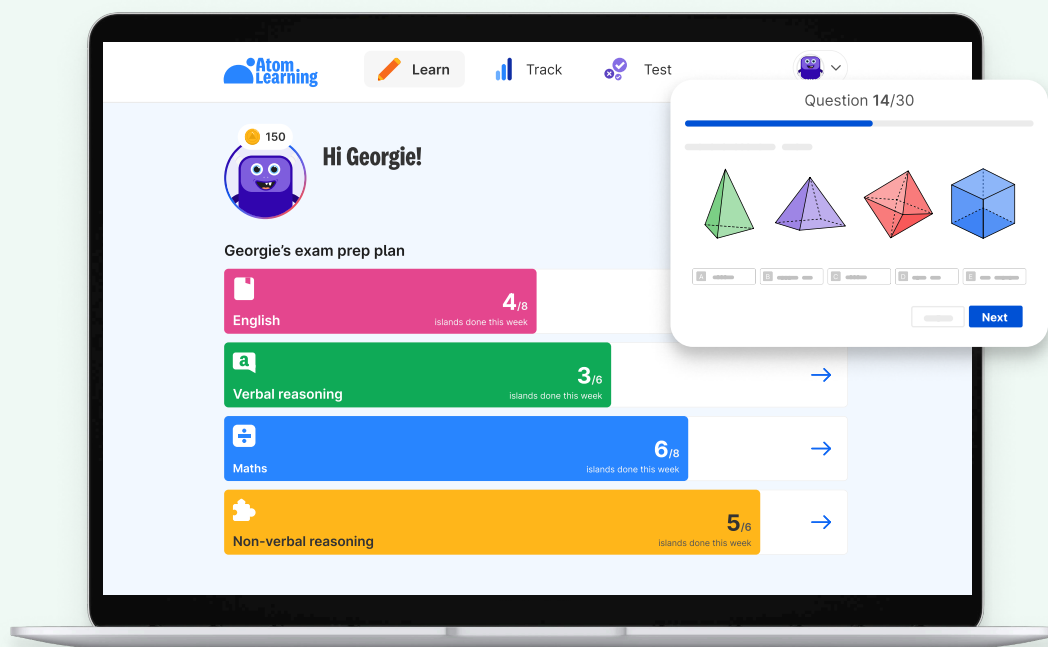 Atom
Learning
Learn
Track
Test
150
Hi Georgie!
Georgie's exam prep plan
English
4/8
islands done this week
a
Verbal reasoning
3/6
islands done this week
Maths
6/8
islands done this week
Non-verbal reasoning
5/6
islands done this week
Question 14/30
A
B
C
D
E
Next